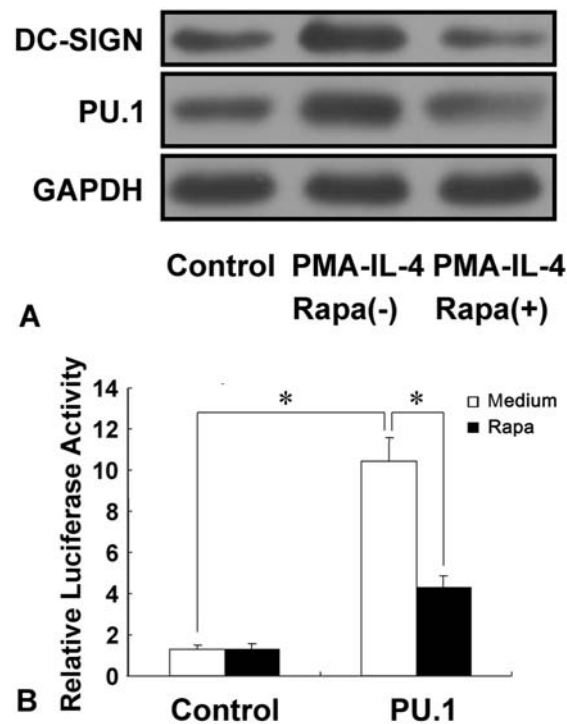 DC-SIGN
PU.1
GAPDH
Control PMA-IL-4 PMA-IL-4
Rapa(-) Rapa(+)
A
Relative Luciferase Activity
14
12
10
8
6
4
2
0
* *
Medium
Rapa
Control PU.1
B